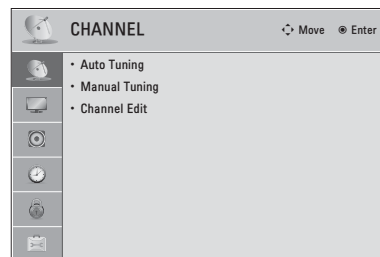 CHANNEL Move Enter
• Auto Tuning
• Manual Tuning
• Channel Edit